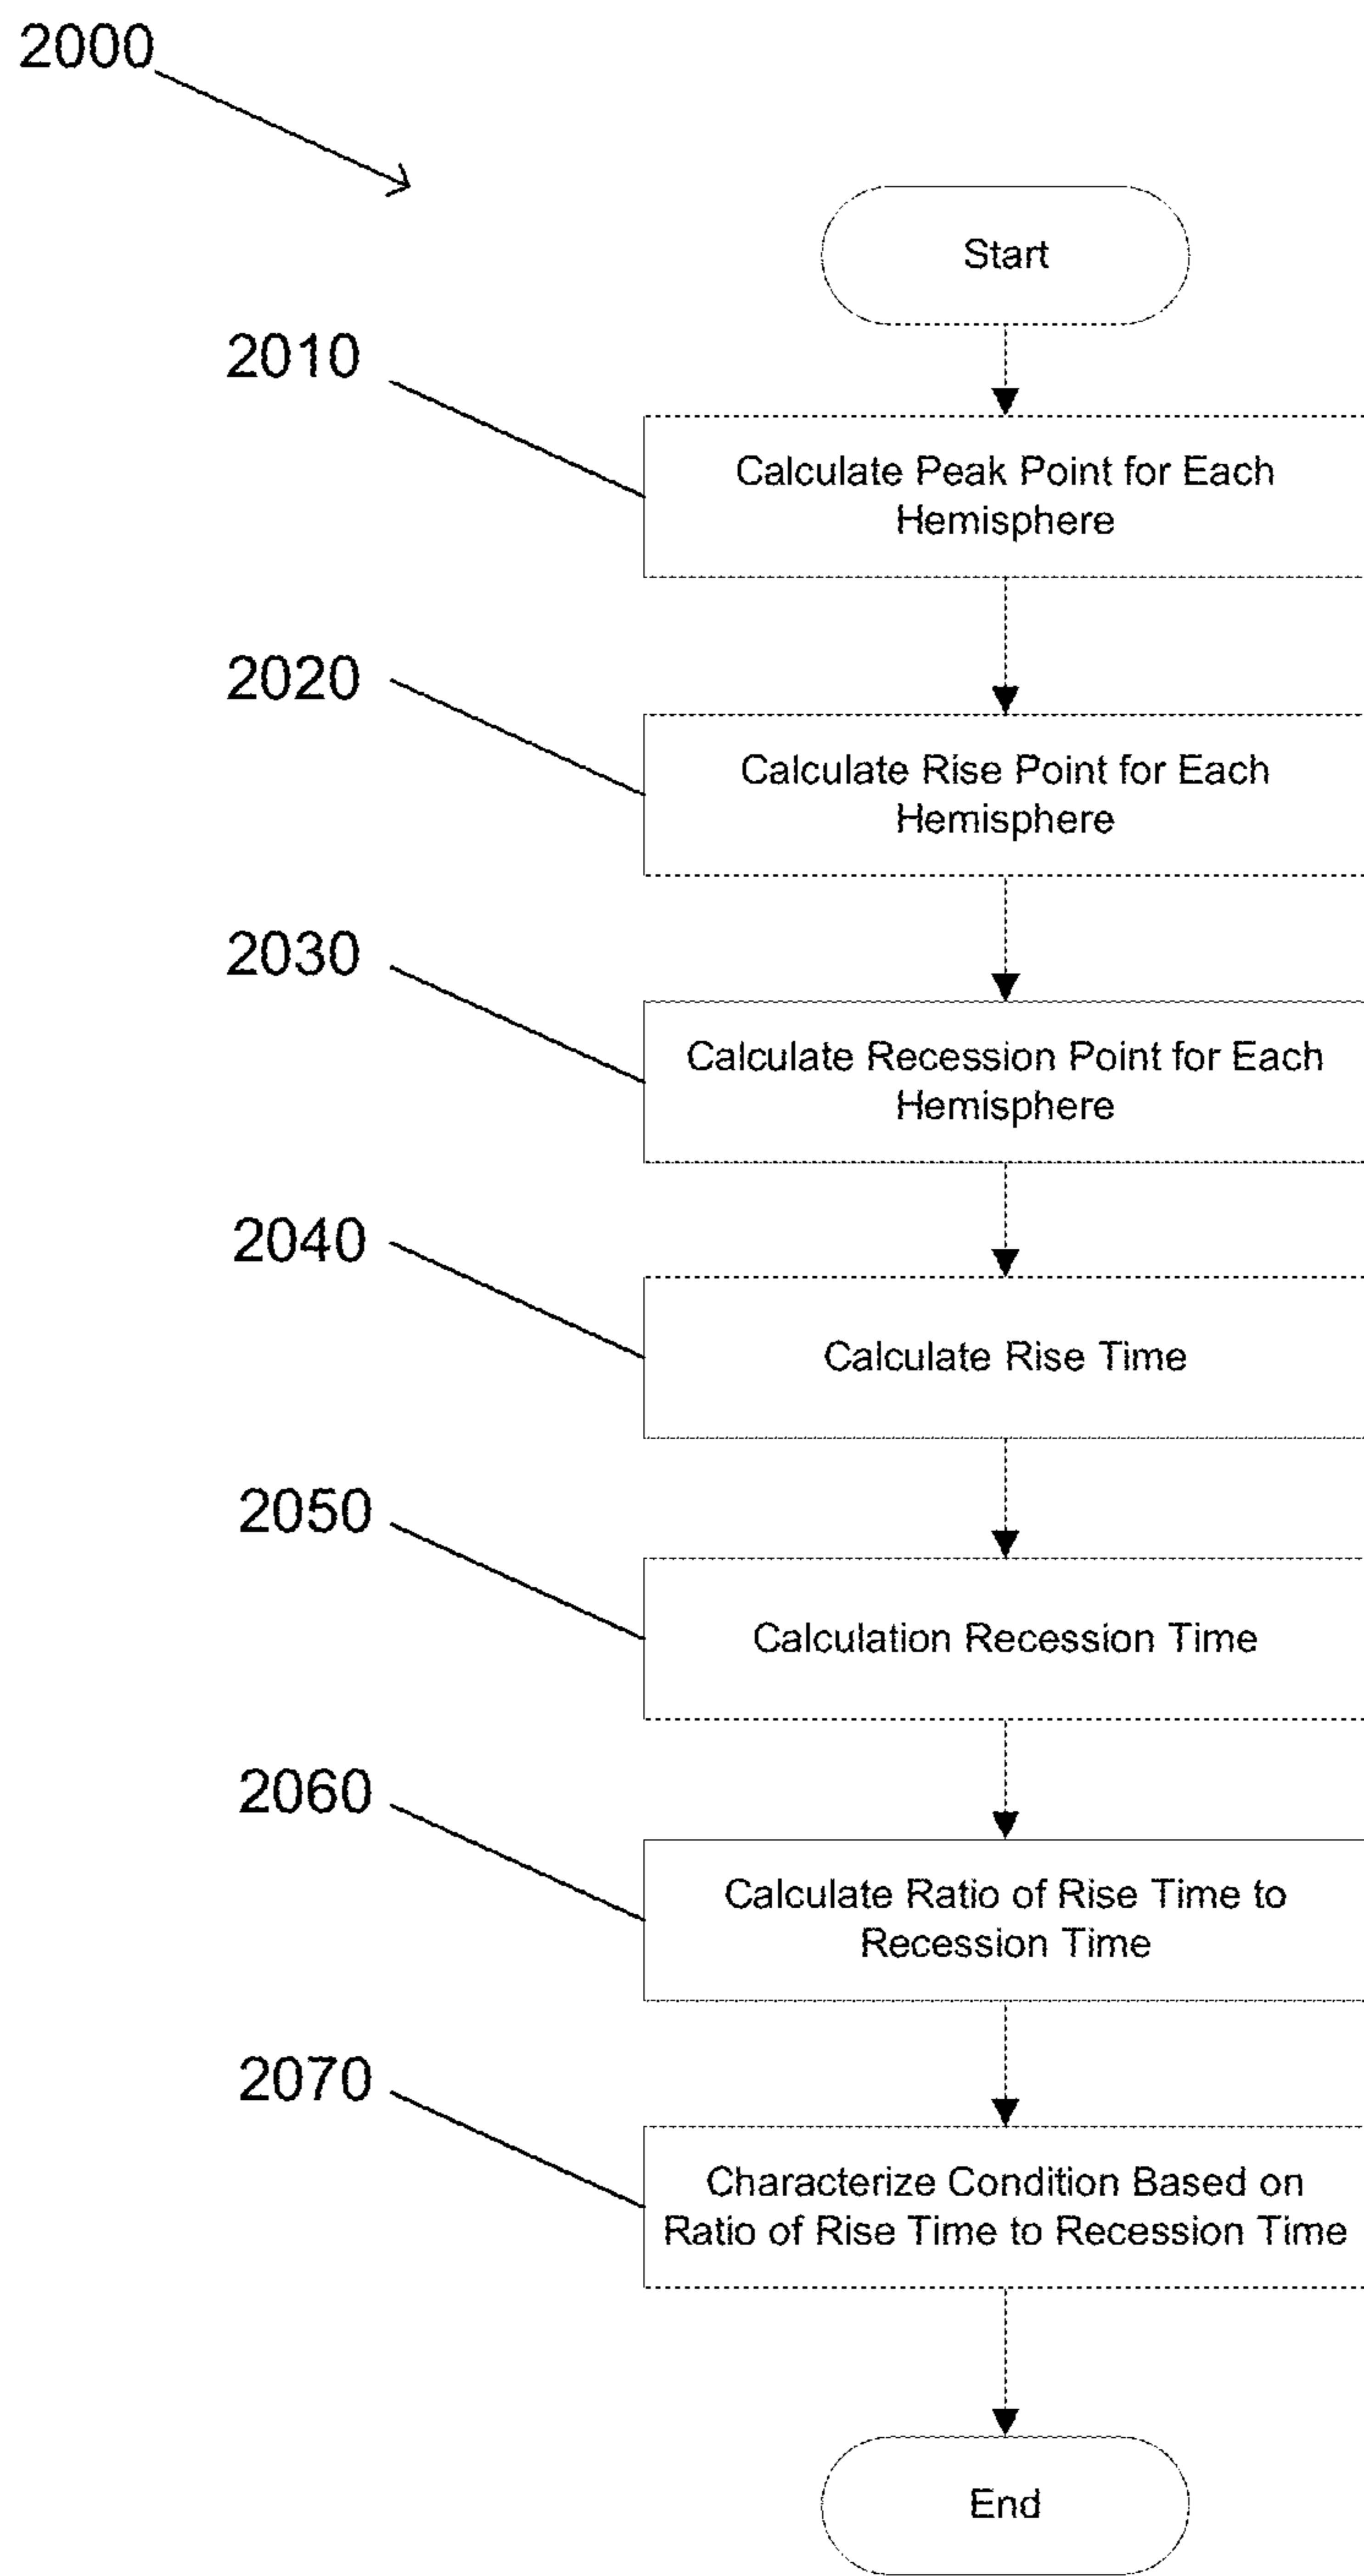 2000
Start
2010
Calculate Peak Point for Each
Hemisphere
2020
Calculate Rise Point for Each
Hemisphere
2030
Calculate Recession Point for Each
Hemisphere
2040
Calculate Rise Time
2050
Calculation Recession Time
2060
Calculate Ratio of Rise Time to
Recession Time
2070
Characterize Condition Based on
Ratio of Rise Time to Recession Time
End